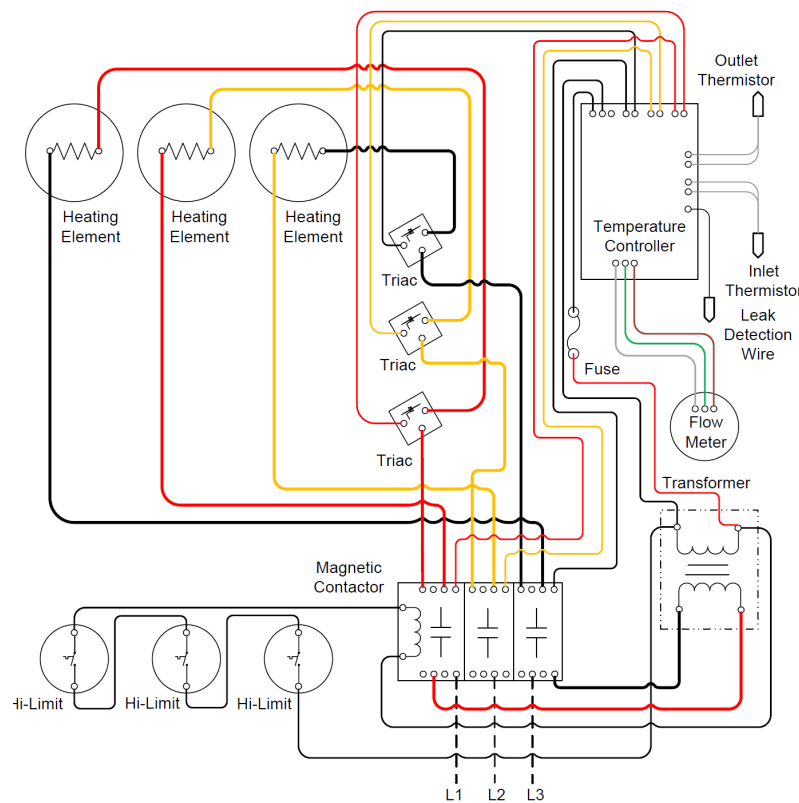 Outlet
Thermistor
Heating
Element
Heating
Element
Heating
Element
Temperature
Controller
Triac
Inlet
Thermistor
Leak
Detection
Wire
Triac
Fuse
Flow
Meter
Triac
Transformer
Magnetic
Contactor
Hi-Limit
Hi-Limit
Hi-Limit
L1
L2
L3